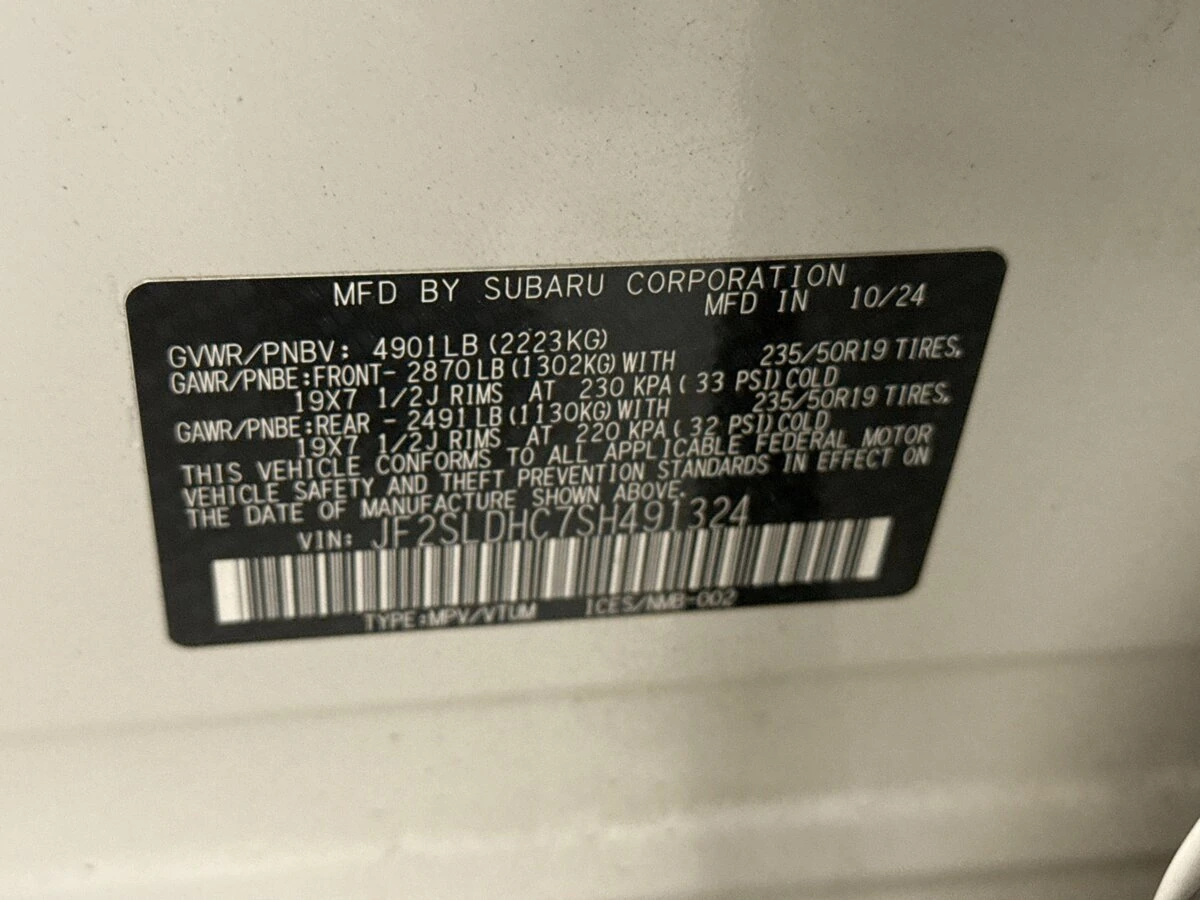 MFD BY SUBARU CORPORATION
MFD IN 10/24
GVWR/PNBV: 4901LB (2223KG)
GAWR/PNBE:FRONT- 2870LB(1302KG)WITH 235/50R19 TIRES,
19X7 1/2J RIMS AT 230 KPA(33 PSI)COLD
GAWR/PNBE:REAR - 2491LB(1130KG)WITH 235/50R19 TIRES,
19X7 1/2J RIMS AT 220 KPA(32 PSI)COLD
THIS VEHICLE CONFORMS TO ALL APPLICABLE FEDERAL MOTOR
VEHICLE SAFETY AND THEFT PREVENTION STANDARDS IN EFFECT ON
THE DATE OF MANUFACTURE SHOWN ABOVE.
VIN: JF2SLDHC7SH491324
TYPE:MPV/VTUM ICES/NMB-002